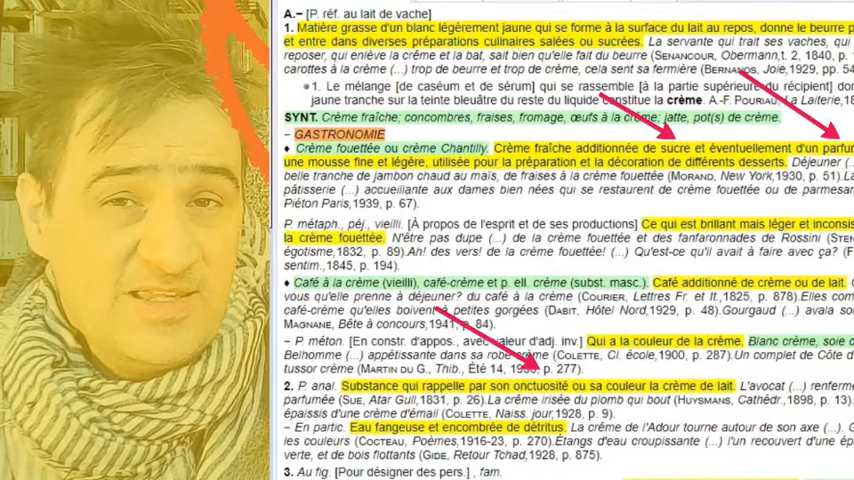 A.– [P. réf. au lait de vache]
1. Matière grasse d'un blanc légèrement jaune qui se forme à la surface du lait au repos, donne le beurre p
et entre dans diverses préparations culinaires salées ou sucrées. La servante qui trait ses vaches, qui
reposer, qui enlève la crème et la bat, sait bien qu'elle fait du beurre (SENANCOUR, Obermann,t. 2, 1840, p.
carottes à la crème (...) trop de beurre et trop de crème, cela sent sa fermière (BERNANOS, Joie,1929, pp. 54
1. Le mélange [de caséum et de sérum] qui se rassemble [à la partie supérieure du récipient] don
jaune tranche sur la teinte bleuâtre du reste du liquide constitue la crème. A.-F. POURIAU, La Laiterie,18
SYNT. Crème fraîche; concombres, fraises, fromage, œufs à la crème; jatte, pot(s) de crème.
– GASTRONOMIE
♦ Crème fouettée ou crème Chantilly. Crème fraîche additionnée de sucre et éventuellement d'un parfu
une mousse fine et légère, utilisée pour la préparation et la décoration de différents desserts. Déjeuner (...
belle tranche de jambon chaud au maïs, de fraises à la crème fouettée (MORAND, New York,1930, p. 51).La
pâtisserie (...) accueillante aux dames bien nées qui se restaurent de crème fouettée ou de parmesa
Piéton Paris,1939, p. 67).
P. métaph., péj., vieilli. [À propos de l'esprit et de ses productions] Ce qui est brillant mais léger et inconsis
la crème fouettée. N'être pas dupe (...) de la crème fouettée et des fanfaronnades de Rossini (STEN
égotisme,1832, p. 89).Ah! des vers! de la crème fouettée! (...) Qu'est-ce qu'il avait à faire avec ça? (F
sentim.,1845, p. 194).
♦ Café à la crème (vieilli), café-crème et p. ell. crème (subst. masc.). Café additionné de crème ou de lait.
vous qu'elle prenne à déjeuner? du café à la crème (COURIER, Lettres Fr. et It.,1825, p. 878).Elles com
café-crème qu'elles boivent à petites gorgées (DABIT, Hôtel Nord,1929, p. 48).Gourgaud (...) avala so
MAGNANE, Bête à concours,1941, p. 84).
– P. méton. [En constr. d'appos., avec valeur d'adj. inv.] Qui a la couleur de la crème. Blanc crème, soie c
Belhomme (...) appétissante dans sa robe crème (COLETTE, Cl. école,1900, p. 287).Un complet de Côte d
tussor crème (MARTIN DU G., Thib., Été 14, 1936, p. 277).
2. P. anal. Substance qui rappelle par son onctuosité ou sa couleur la crème de lait. L'avocat (...) renferme
parfumée (SUE, Atar Gull,1831, p. 26).La crème irisée du plomb qui bout (HUYSMANS, Cathédr.,1898, p. 13).
épaissis d'un crème d'émail (COLETTE, Naiss. jour,1928, p. 9).
– En partic. Eau fangeuse et encombrée de détritus. La crème de l'Adour tourne autour de son axe (...). G
les couleurs (COCTEAU, Poèmes,1916-23, p. 270).Étangs d'eau croupissante (...) l'un recouvert d'une ép
verte, et de bois flottants (GIDE, Retour Tchad,1928, p. 875).
3. Au fig. [Pour désigner des pers.] , fam.